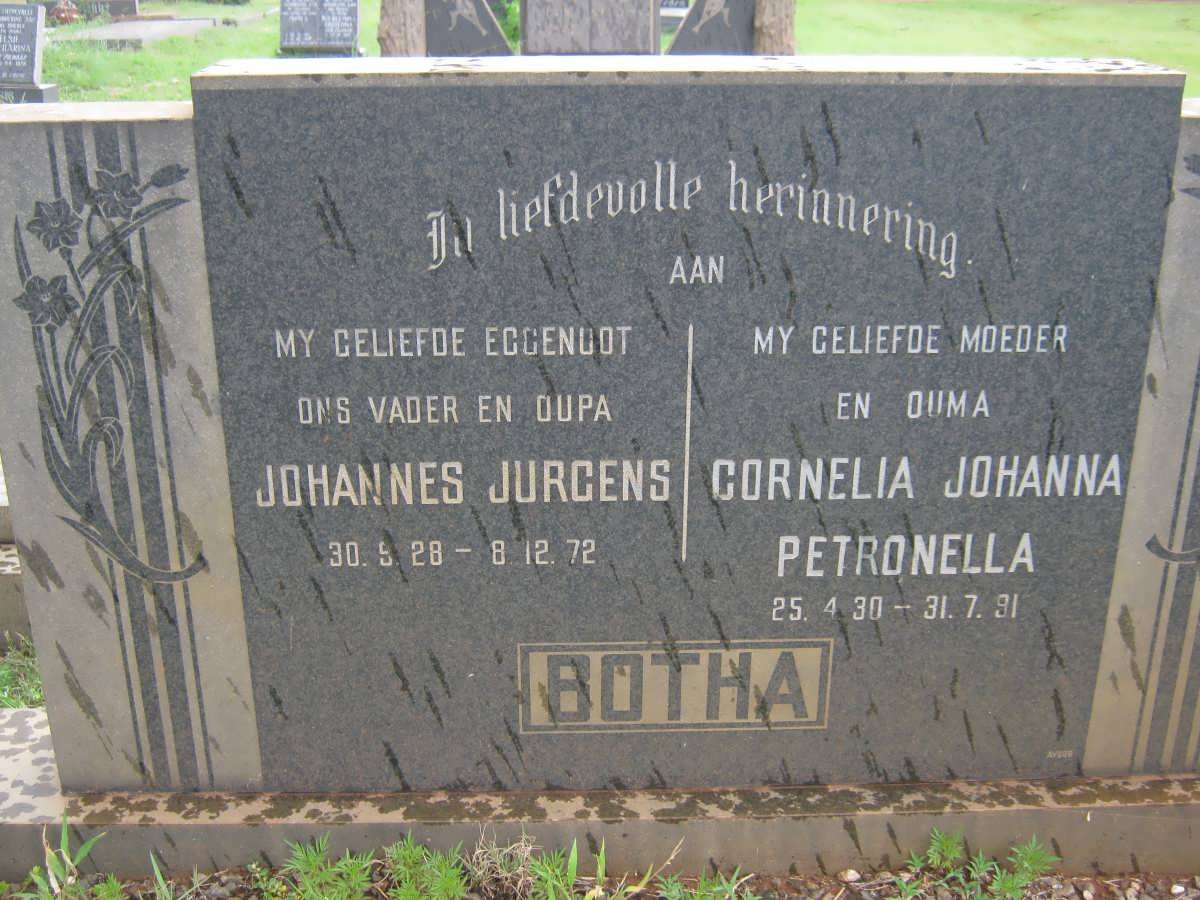 In liefdevolle herinnering.
AAN
MY GELIEFDE EGGENOOT
ONS VADER EN OUPA
JOHANNES JURGENS
30. 9. 28 - 8. 12. 72
MY GELIEFDE MOEDER
EN OUMA
CORNELIA JOHANNA
PETRONELLA
25. 4. 30 - 31. 7. 91
BOTHA